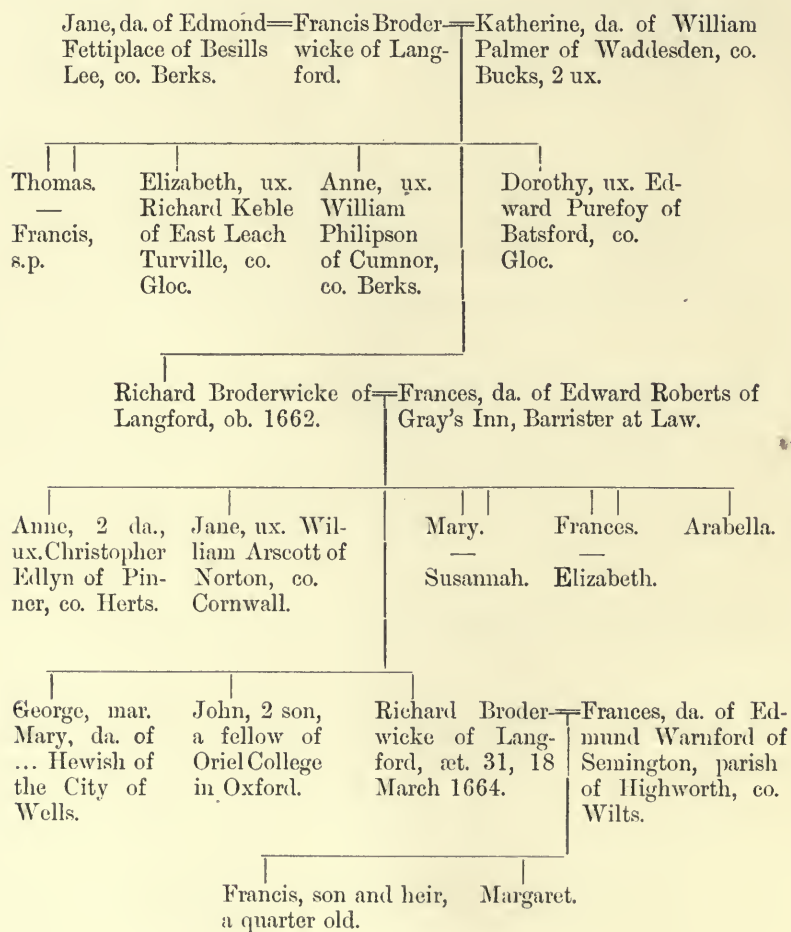 Jane, da. of Edmond
Fettiplace of Besills
Lee, co. Berks.
Francis Broder-
wicke of Lang-
ford.
Katherine, da. of William
Palmer of Waddesden, co.
Bucks, 2 ux.
Thomas.
—
Francis,
s.p.
Elizabeth, ux.
Richard Keble
of East Leach
Turville, co.
Gloc.
Anne, ux.
William
Philipson
of Cumnor,
co. Berks.
Dorothy, ux. Ed-
ward Purefoy of
Batsford, co.
Gloc.
Richard Broderwicke of
Langford, ob. 1662.
Frances, da. of Edward Roberts of
Gray's Inn, Barrister at Law.
Anne, 2 da.,
ux. Christopher
Edlyn of Pin-
ner, co. Herts.
Jane, ux. Wil-
liam Arscott of
Norton, co.
Cornwall.
Mary.
—
Susannah.
Frances.
—
Elizabeth.
Arabella.
George, mar.
Mary, da. of
... Hewish of
the City of
Wells.
John, 2 son,
a fellow of
Oriel College
in Oxford.
Richard Broder-
wicke of Lang-
ford, æt. 31, 18
March 1664.
Frances, da. of Ed-
mund Warnford of
Semington, parish
of Highworth, co.
Wilts.
Francis, son and heir,
a quarter old.
Margaret.